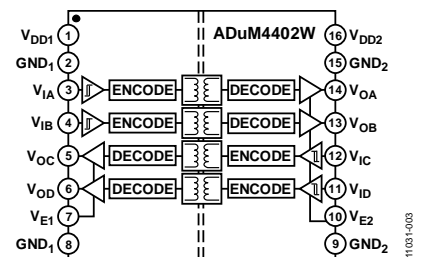 ADuM4402W
VDD1 1 16 VDD2
GND1 2 15 GND2
VIA 3 ENCODE DECODE 14 VOA
VIB 4 ENCODE DECODE 13 VOB
VOC 5 DECODE ENCODE 12 VIC
VOD 6 DECODE ENCODE 11 VID
VE1 7 10 VE2
GND1 8 9 GND2
11031-003